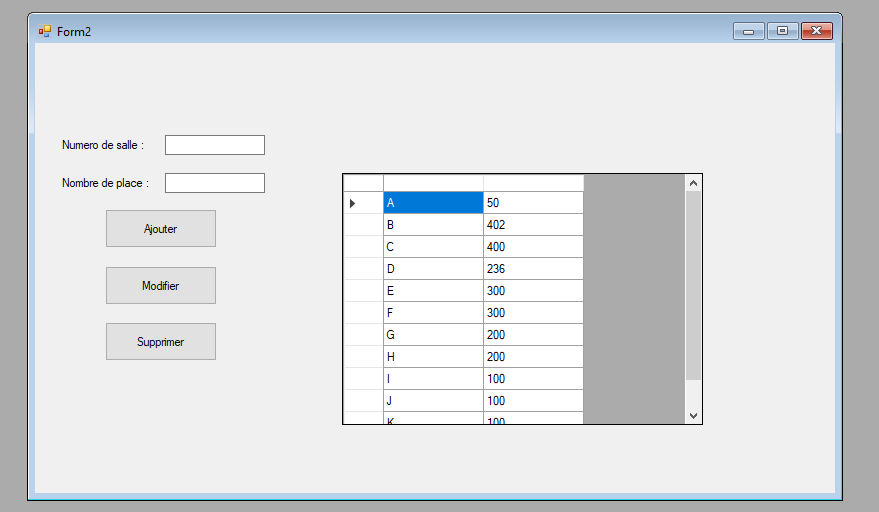 Form2
Numero de salle :
Nombre de place :
Ajouter
Modifier
Supprimer
A 50
B 402
C 400
D 236
E 300
F 300
G 200
H 200
I 100
J 100
K 100